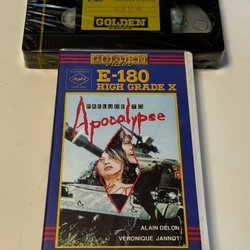 GOLDEN
GOLDEN
E-180
HIGH GRADE X
PRELUDE TO
Apocalypse
ALAIN DELON
VERONIQUE JANNOT